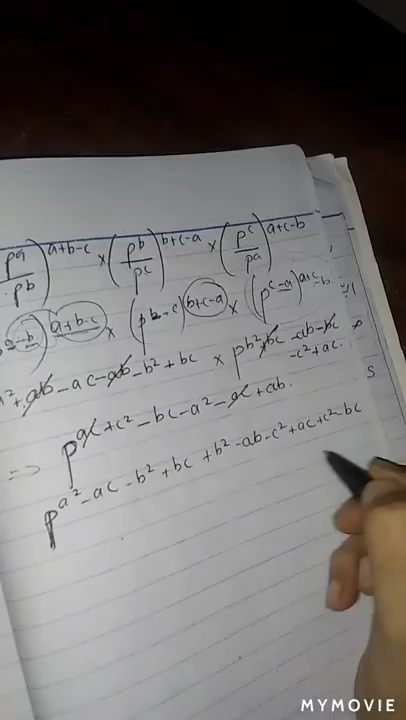 (p^a/p^b)^(a+b-c) × (p^b/p^c)^(b+c-a) × (p^c/p^a)^(a+c-b)
(a-b)(a+b-c) × (p^(b-c))^(b+c-a) × (p^(c-a))^(a+c-b)
a² + ab - ac - ab - b² + bc × p^(b² + bc - ab - bc
- c² + ac.
=> p^(ac + c² - bc - a² - ac + ab.
p^(a² - ac - b² + bc + b² - ab - c² + ac + c² - bc
S
MYMOVIE